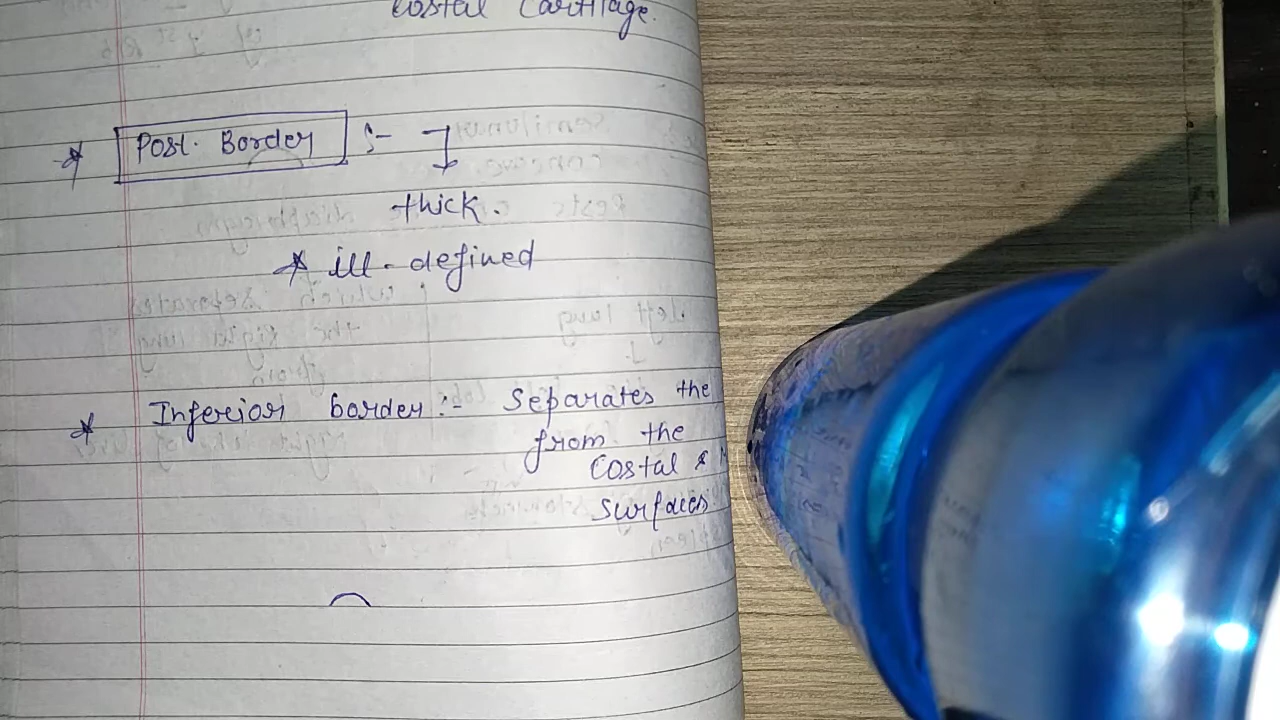 Costal Cartilage.
* Post. Border :-
thick.
* ill-defined
* Inferior border :- Separates the
from the
Costal &
surfaces